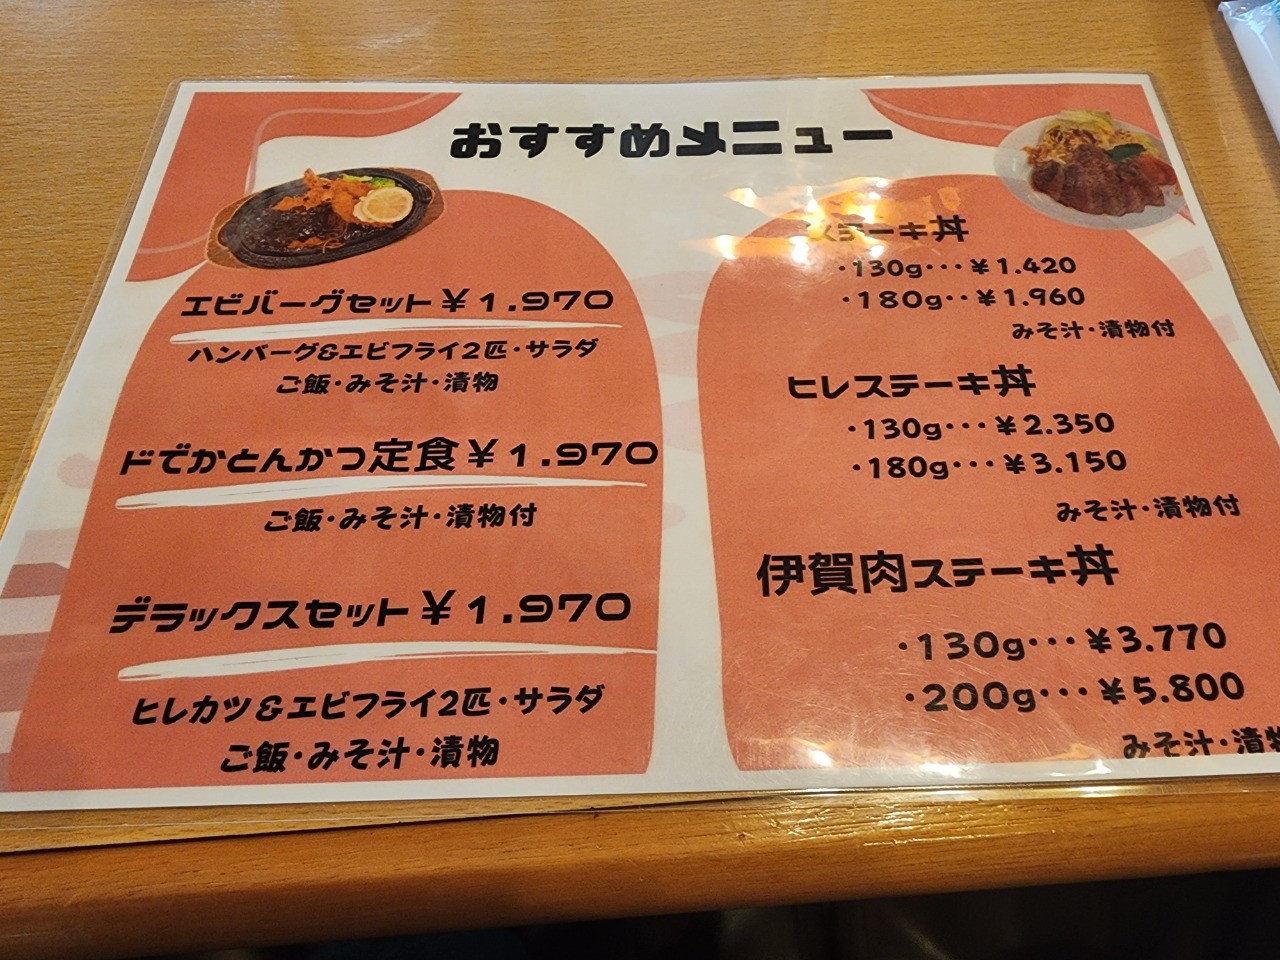 おすすめメニュー
エビバーグセット￥1.970
ハンバーグ&エビフライ2匹・サラダ
ご飯・みそ汁・漬物
ドでかとんかつ定食￥1.970
ご飯・みそ汁・漬物付
デラックスセット￥1.970
ヒレカツ&エビフライ2匹・サラダ
ご飯・みそ汁・漬物
ステーキ丼
・130g・・・￥1.420
・180g・・￥1.960
みそ汁・漬物付
ヒレステーキ丼
・130g・・・￥2.350
・180g・・・￥3.150
みそ汁・漬物付
伊賀肉ステーキ丼
・130g・・・￥3.770
・200g・・・￥5.800
みそ汁・漬物